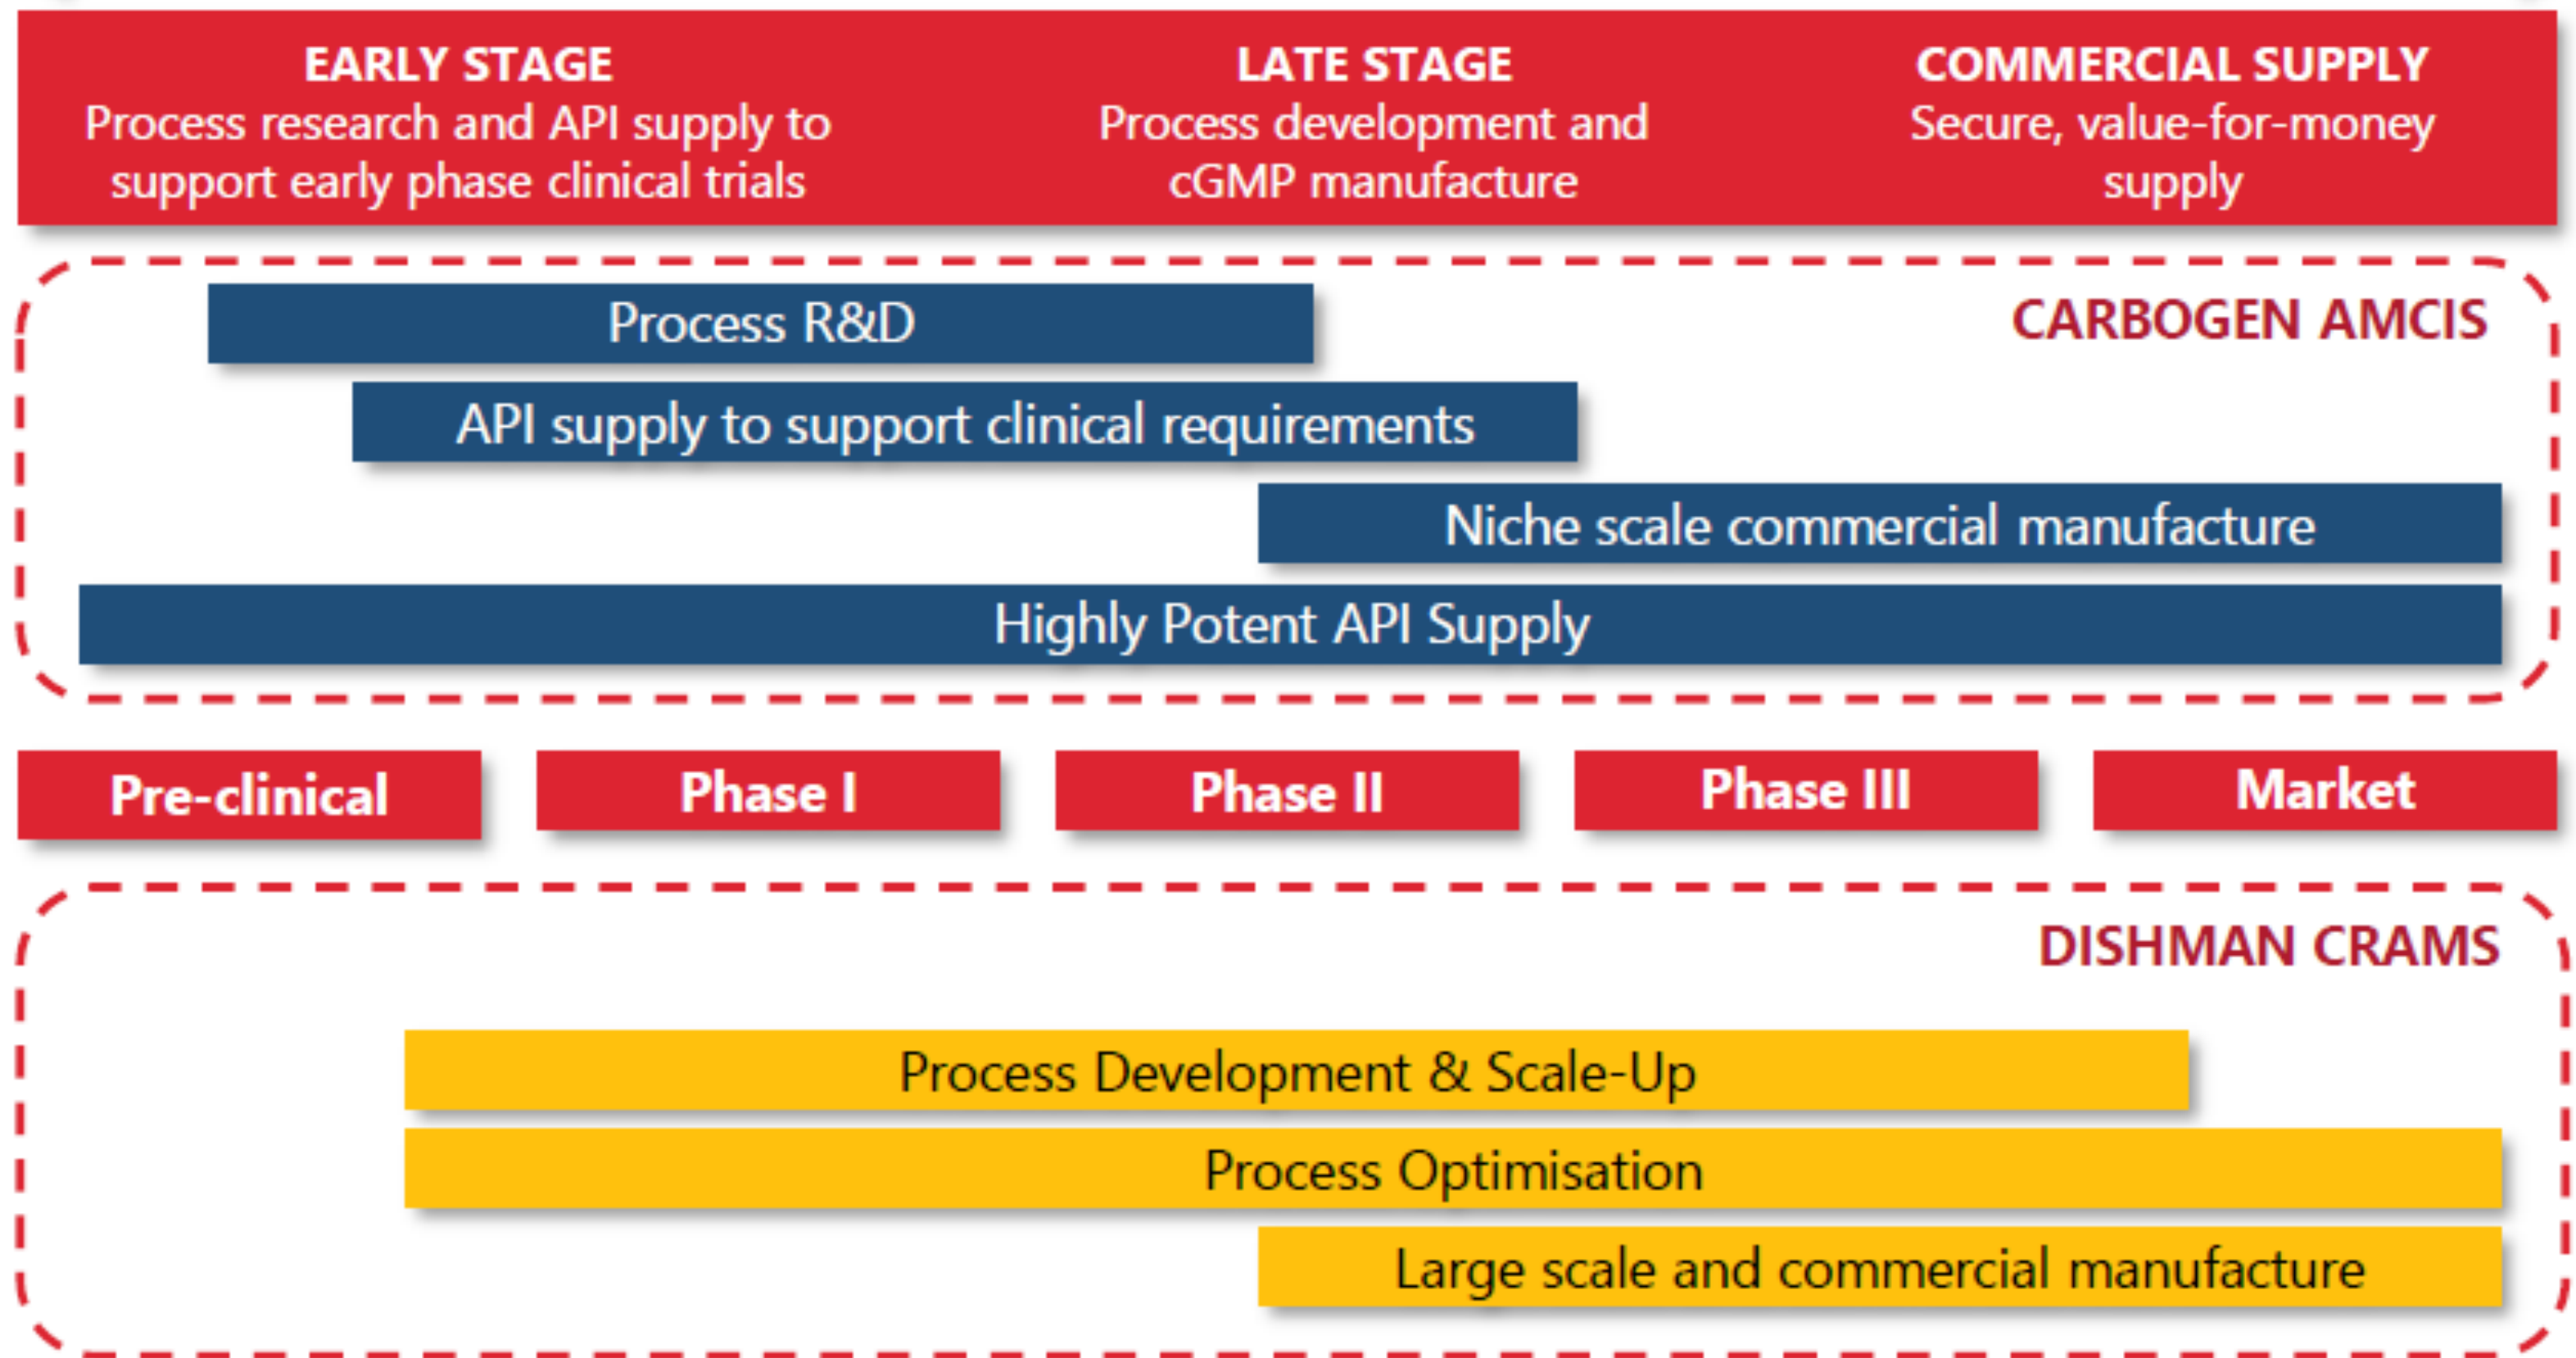 EARLY STAGE
Process research and API supply to
support early phase clinical trials
LATE STAGE
Process development and
cGMP manufacture
COMMERCIAL SUPPLY
Secure, value-for-money
supply
CARBOGEN AMCIS
Process R&D
API supply to support clinical requirements
Niche scale commercial manufacture
Highly Potent API Supply
Pre-clinical
Phase I
Phase II
Phase III
Market
DISHMAN CRAMS
Process Development & Scale-Up
Process Optimisation
Large scale and commercial manufacture